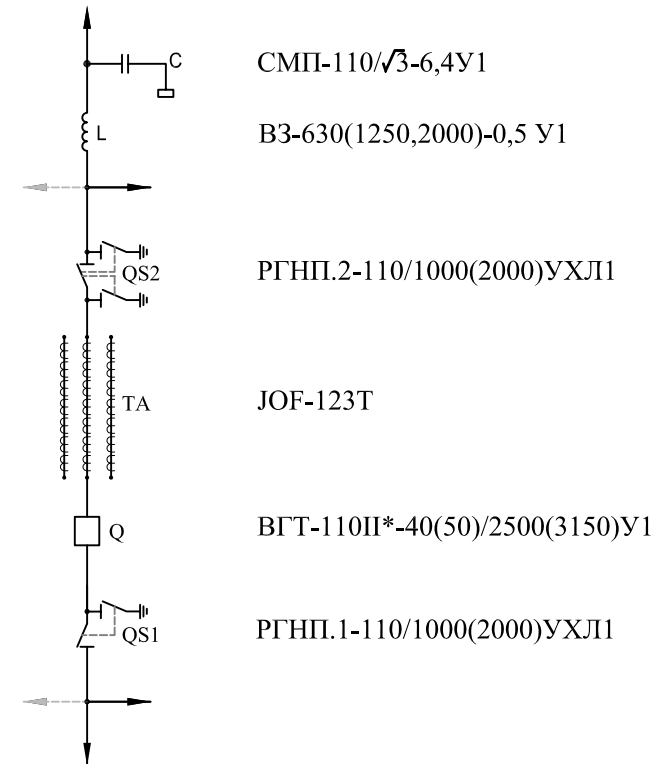 C СМП-110/√3-6,4У1
L ВЗ-630(1250,2000)-0,5 У1
QS2 РГНП.2-110/1000(2000)УХЛ1
TA JOF-123T
Q ВГТ-110II*-40(50)/2500(3150)У1
QS1 РГНП.1-110/1000(2000)УХЛ1